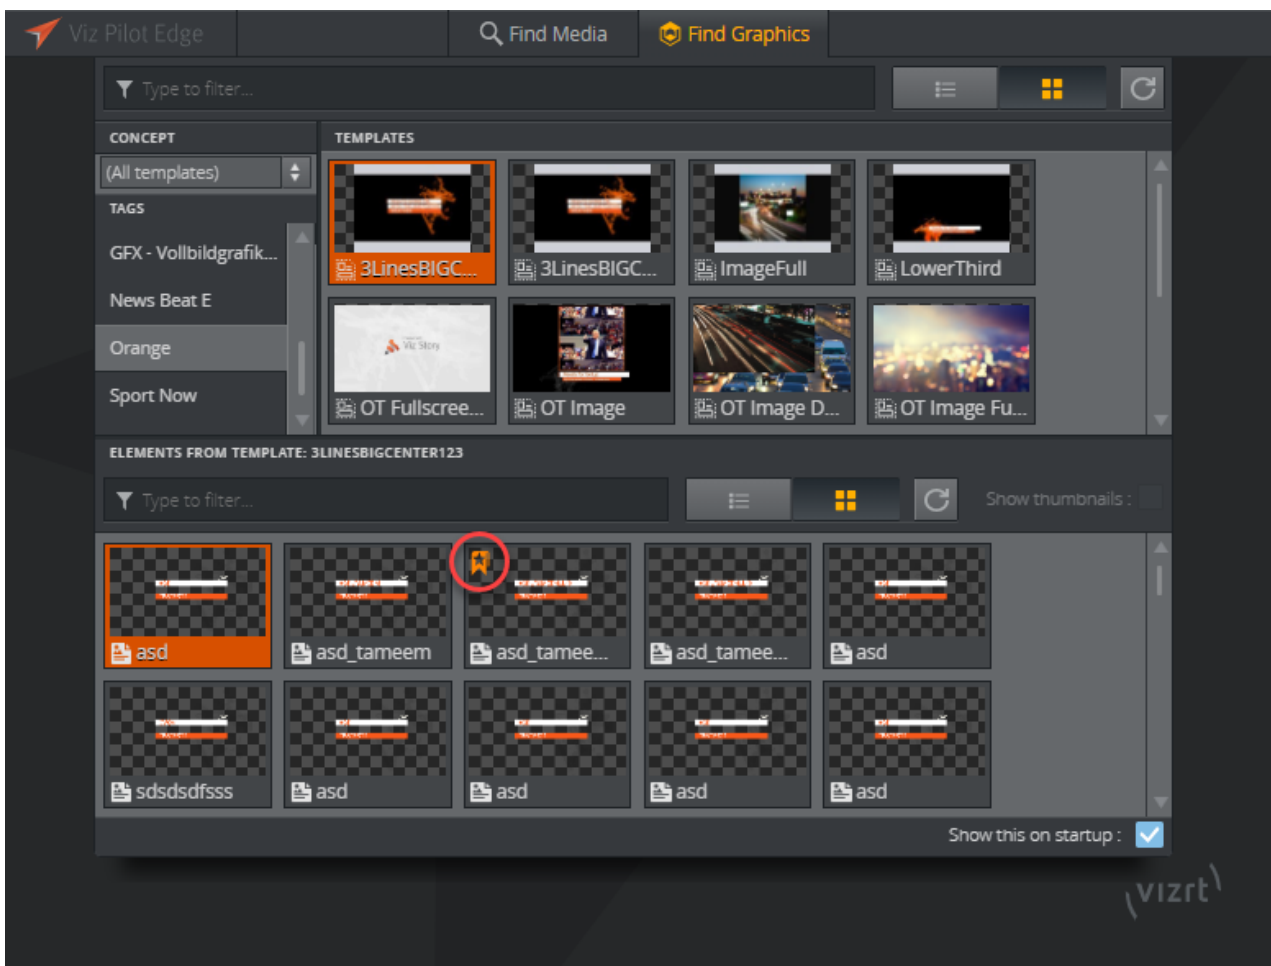 Viz Pilot Edge
Find Media
Find Graphics
Type to filter...
CONCEPT
TEMPLATES
(All templates)
TAGS
GFX - Vollbildgrafik...
News Beat E
Orange
Sport Now
3LinesBIGC...
3LinesBIGC...
ImageFull
LowerThird
Viz Story
OT Fullscree...
OT Image
OT Image D...
OT Image Fu...
ELEMENTS FROM TEMPLATE: 3LINESBIGCENTER123
Type to filter...
Show thumbnails :
asd
asd_tameem
asd_tamee...
asd_tamee...
asd
sdsdsdfsss
asd
asd
asd
asd
Show this on startup :
vizrt